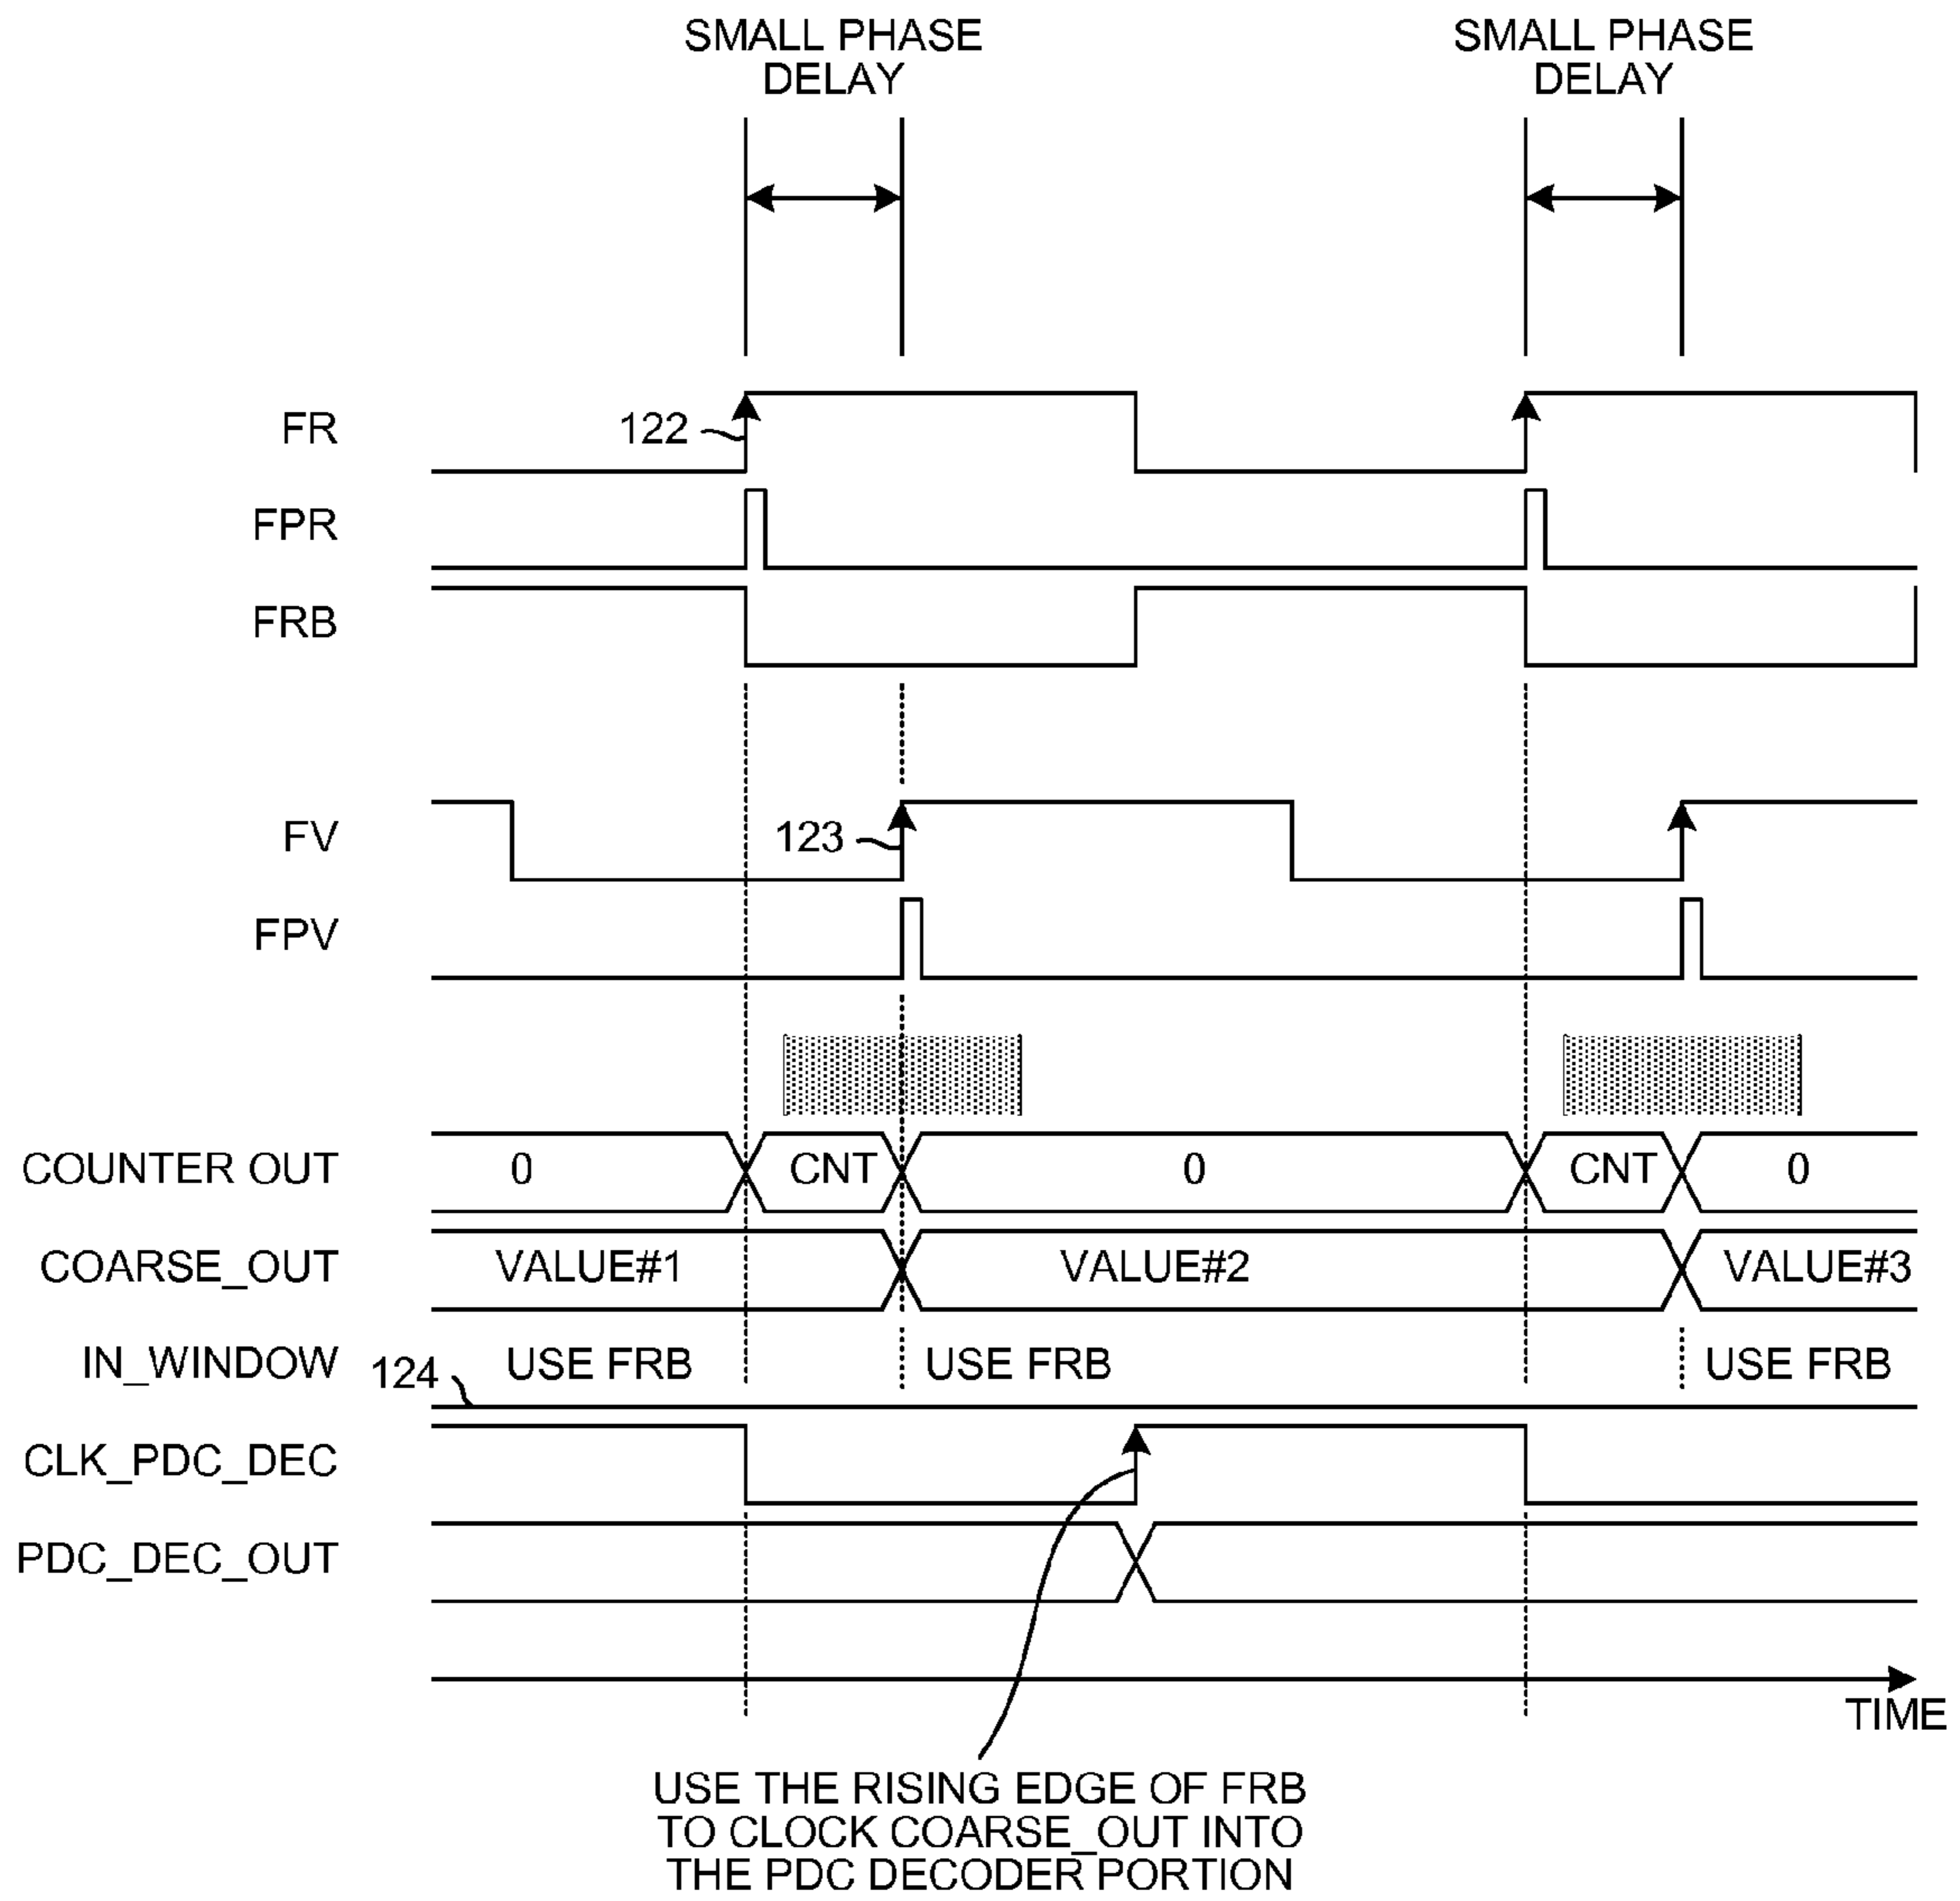 SMALL PHASE
DELAY
SMALL PHASE
DELAY
FR
122
FPR
FRB
FV
123
FPV
COUNTER OUT
0
CNT
0
CNT
0
COARSE_OUT
VALUE#1
VALUE#2
VALUE#3
IN_WINDOW
124
USE FRB
USE FRB
USE FRB
CLK_PDC_DEC
PDC_DEC_OUT
TIME
USE THE RISING EDGE OF FRB
TO CLOCK COARSE_OUT INTO
THE PDC DECODER PORTION